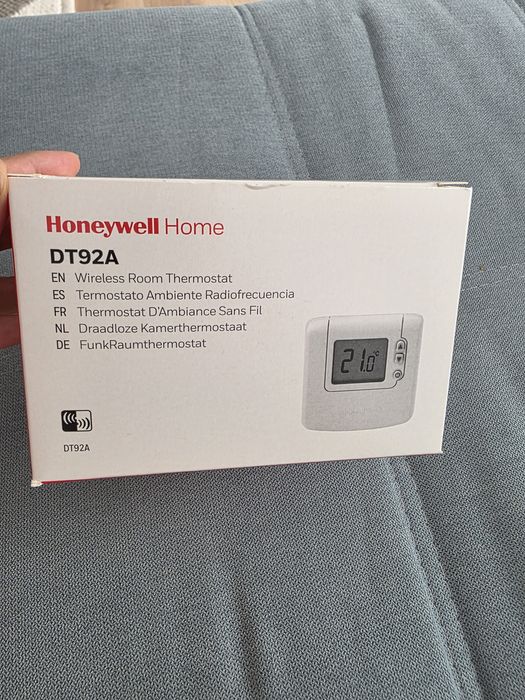 Honeywell Home
DT92A
EN Wireless Room Thermostat
ES Termostato Ambiente Radiofrecuencia
FR Thermostat D'Ambiance Sans Fil
NL Draadloze Kamerthermostaat
DE FunkRaumthermostat
21.0°
DT92A